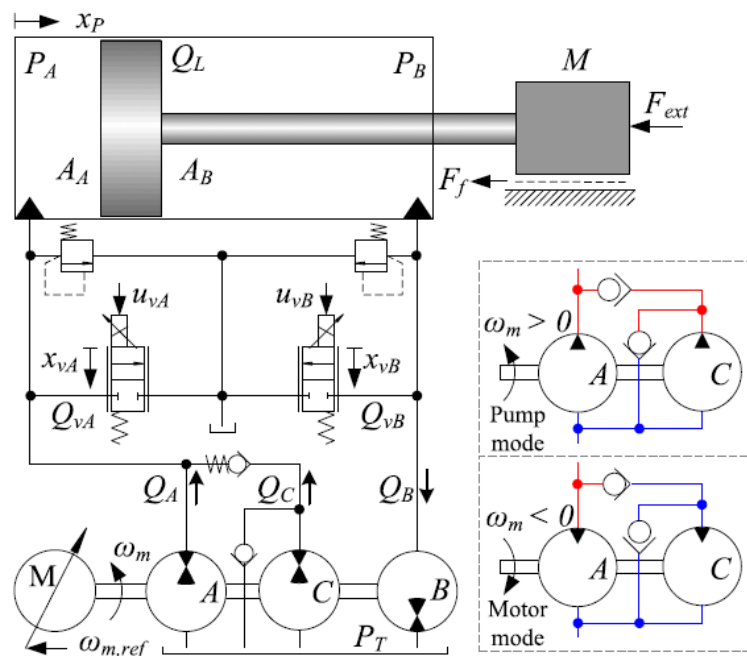 x_P
P_A Q_L P_B M
F_ext
A_A A_B
F_f
u_vA u_vB
x_vA x_vB
Q_vA Q_vB
Q_A Q_C Q_B
M ω_m A C B
ω_m,ref P_T
ω_m > 0
A C
Pump
mode
ω_m < 0
A C
Motor
mode